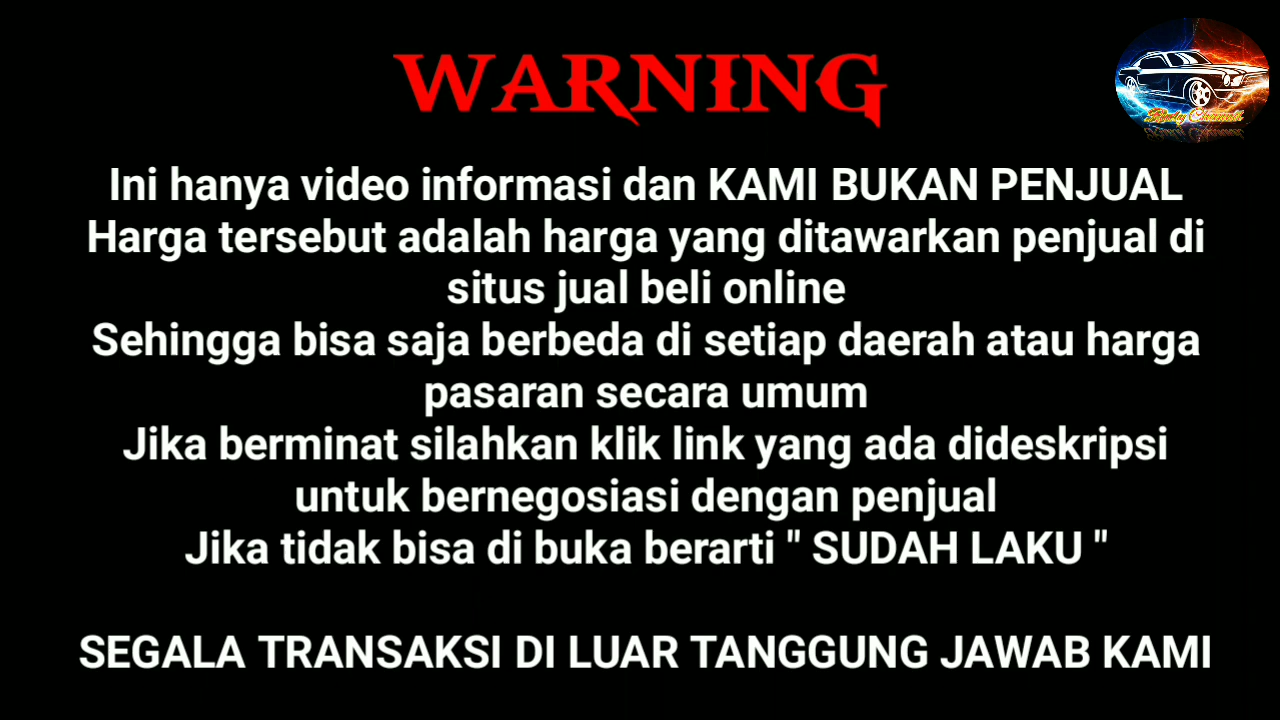 WARNING
Ini hanya video informasi dan KAMI BUKAN PENJUAL
Harga tersebut adalah harga yang ditawarkan penjual di
situs jual beli online
Sehingga bisa saja berbeda di setiap daerah atau harga
pasaran secara umum
Jika berminat silahkan klik link yang ada dideskripsi
untuk bernegosiasi dengan penjual
Jika tidak bisa di buka berarti " SUDAH LAKU "
SEGALA TRANSAKSI DI LUAR TANGGUNG JAWAB KAMI